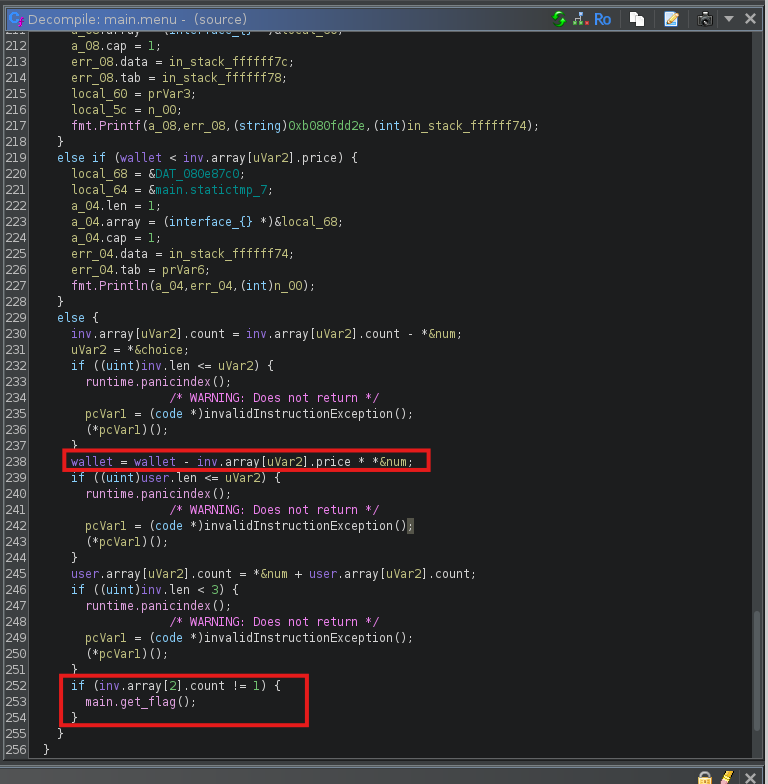 Decompile: main.menu - (source)
Ro
212 a_08.cap = 1;
213 err_08.data = in_stack_ffffff7c;
214 err_08.tab = in_stack_ffffff78;
215 local_60 = prVar3;
216 local_5c = n_00;
217 fmt.Printf(a_08,err_08,(string)0xb080fdd2e,(int)in_stack_ffffff74);
218 }
219 else if (wallet < inv.array[uVar2].price) {
220 local_68 = &DAT_080e87c0;
221 local_64 = &main.statictmp_7;
222 a_04.len = 1;
223 a_04.array = (interface_{} *)&local_68;
224 a_04.cap = 1;
225 err_04.data = in_stack_ffffff74;
226 err_04.tab = prVar6;
227 fmt.Println(a_04,err_04,(int)n_00);
228 }
229 else {
230 inv.array[uVar2].count = inv.array[uVar2].count - *&num;
231 uVar2 = *&choice;
232 if ((uint)inv.len <= uVar2) {
233 runtime.panicindex();
234 /* WARNING: Does not return */
235 pcVar1 = (code *)invalidInstructionException();
236 (*pcVar1)();
237 }
238 wallet = wallet - inv.array[uVar2].price * *&num;
239 if ((uint)user.len <= uVar2) {
240 runtime.panicindex();
241 /* WARNING: Does not return */
242 pcVar1 = (code *)invalidInstructionException();
243 (*pcVar1)();
244 }
245 user.array[uVar2].count = *&num + user.array[uVar2].count;
246 if ((uint)inv.len < 3) {
247 runtime.panicindex();
248 /* WARNING: Does not return */
249 pcVar1 = (code *)invalidInstructionException();
250 (*pcVar1)();
251 }
252 if (inv.array[2].count != 1) {
253 main.get_flag();
254 }
255 }
256 }